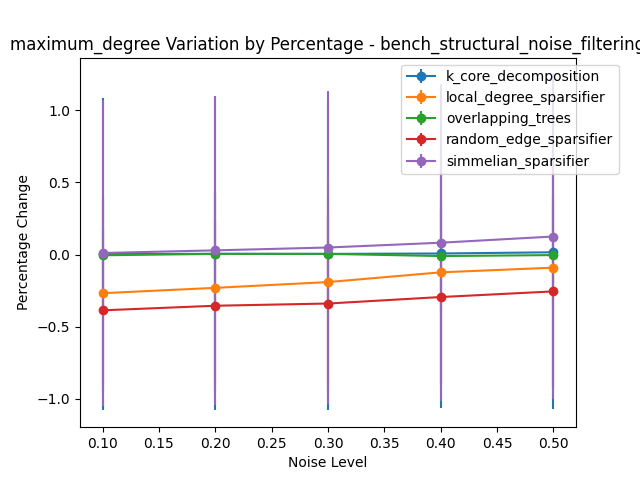 maximum_degree Variation by Percentage - bench_structural_noise_filtering
k_core_decomposition
local_degree_sparsifier
overlapping_trees
random_edge_sparsifier
simmelian_sparsifier
Percentage Change
1.0
0.5
0.0
−0.5
−1.0
0.10 0.15 0.20 0.25 0.30 0.35 0.40 0.45 0.50
Noise Level